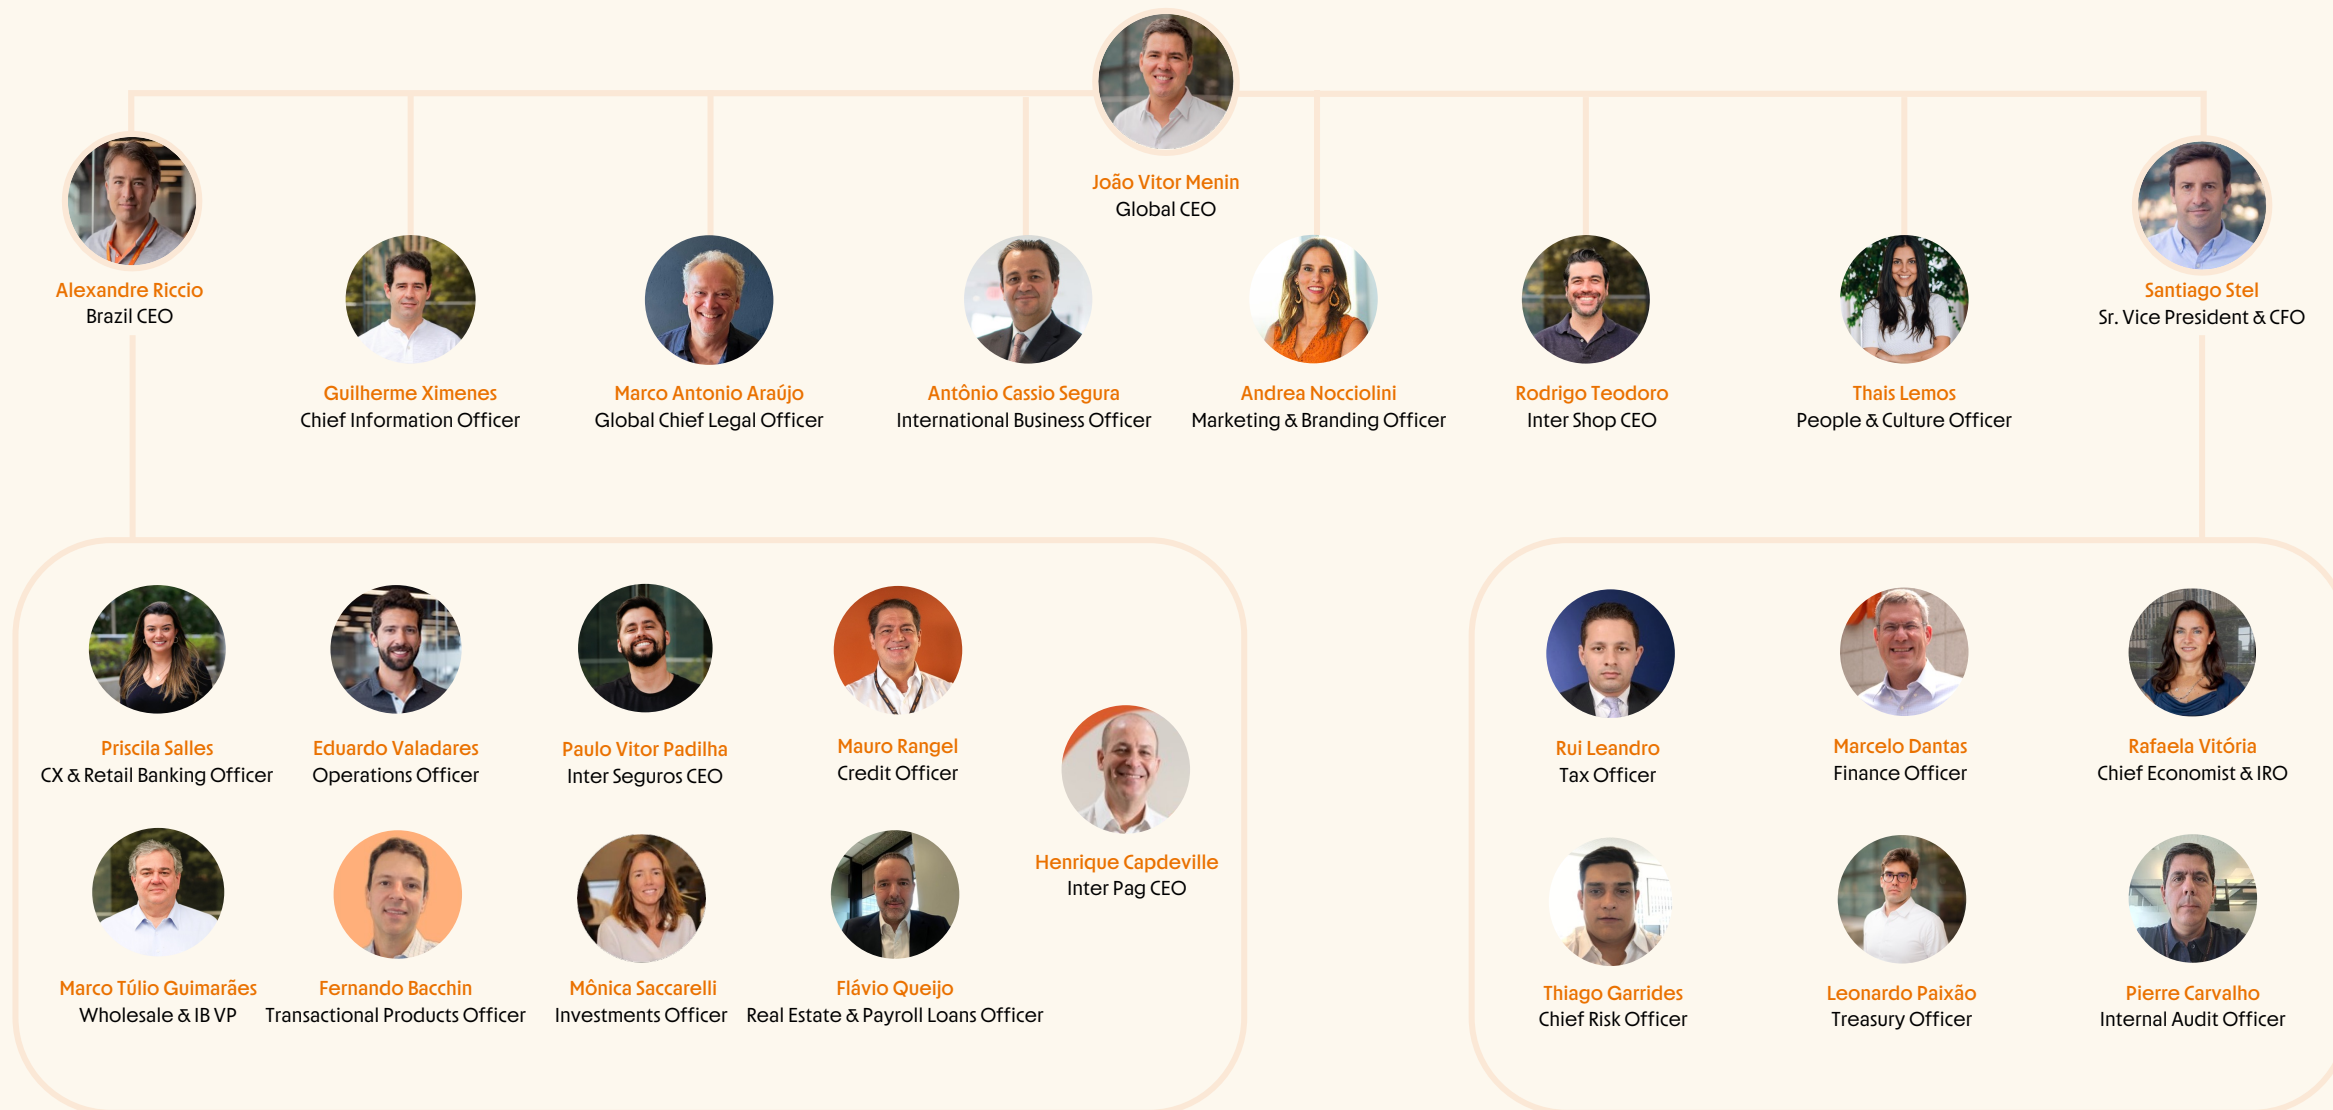 João Vitor Menin
Global CEO
Alexandre Riccio
Brazil CEO
Santiago Stel
Sr. Vice President & CFO
Guilherme Ximenes
Chief Information Officer
Marco Antonio Araújo
Global Chief Legal Officer
Antônio Cassio Segura
International Business Officer
Andrea Nocciolini
Marketing & Branding Officer
Rodrigo Teodoro
Inter Shop CEO
Thais Lemos
People & Culture Officer
Priscila Salles
CX & Retail Banking Officer
Eduardo Valadares
Operations Officer
Paulo Vitor Padilha
Inter Seguros CEO
Mauro Rangel
Credit Officer
Henrique Capdeville
Inter Pag CEO
Marco Túlio Guimarães
Wholesale & IB VP
Fernando Bacchin
Transactional Products Officer
Mônica Saccarelli
Investments Officer
Flávio Queijo
Real Estate & Payroll Loans Officer
Rui Leandro
Tax Officer
Marcelo Dantas
Finance Officer
Rafaela Vitória
Chief Economist & IRO
Thiago Garrides
Chief Risk Officer
Leonardo Paixão
Treasury Officer
Pierre Carvalho
Internal Audit Officer